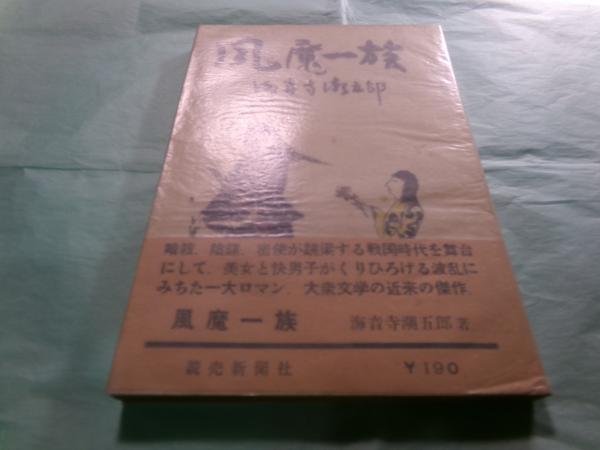 風魔一族
海音寺潮五郎
暗殺、陰謀、密使が跳梁する戦国時代を舞台
にして、美女と快男子がくりひろげる波乱に
みちた一大ロマン。大衆文学の近来の傑作。
風魔一族 海音寺潮五郎著
読売新聞社 ¥190